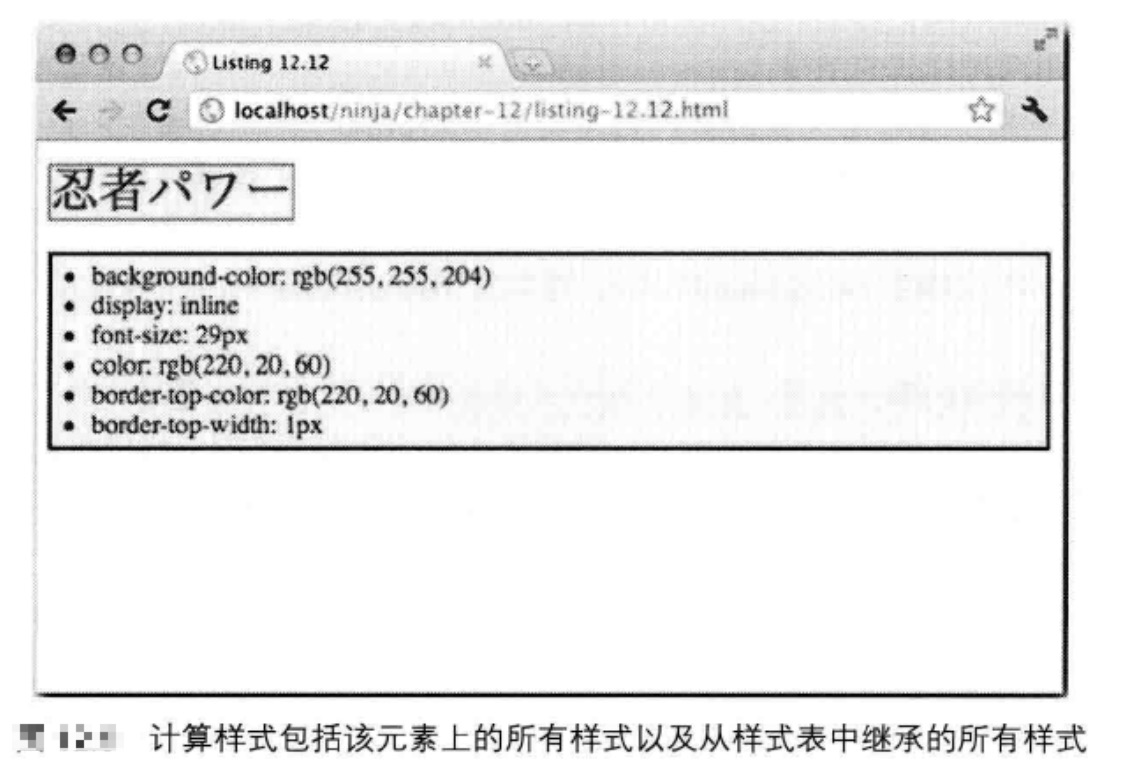 Listing 12.12
localhost/ninja/chapter-12/listing-12.12.html
忍者パワー
background-color: rgb(255, 255, 204)
display: inline
font-size: 29px
color: rgb(220, 20, 60)
border-top-color: rgb(220, 20, 60)
border-top-width: 1px
计算样式包括该元素上的所有样式以及从样式表中继承的所有样式